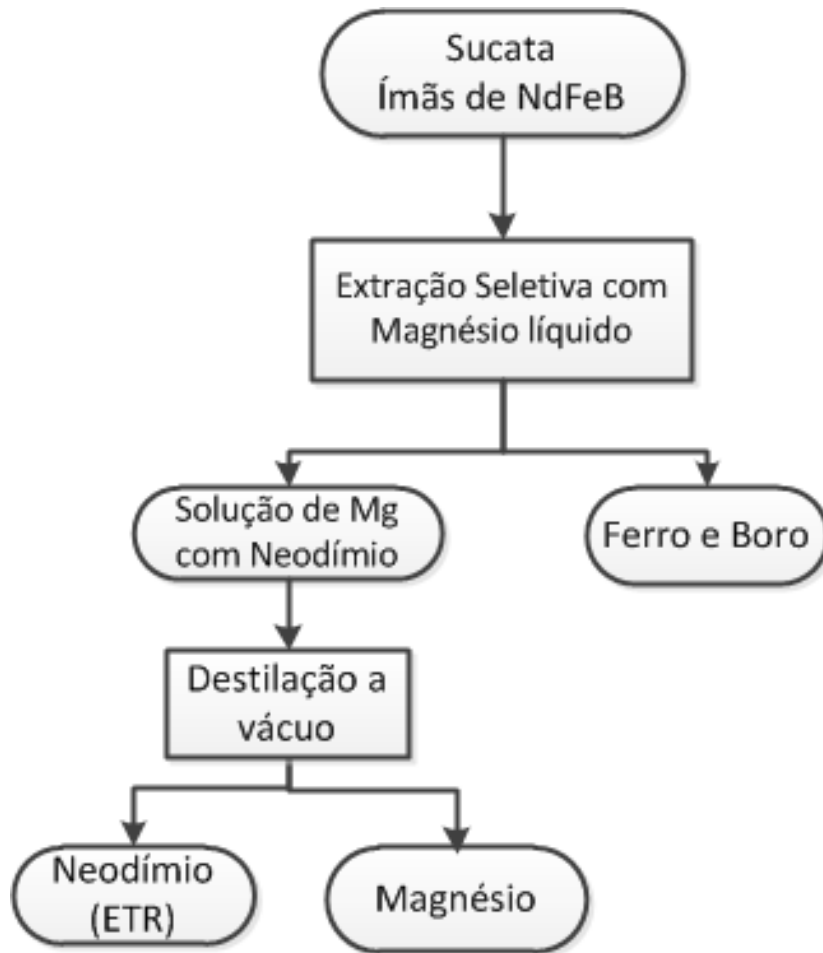 Sucata
Ímãs de NdFeB
Extração Seletiva com
Magnésio líquido
Solução de Mg
com Neodímio
Ferro e Boro
Destilação a
vácuo
Neodímio
(ETR)
Magnésio